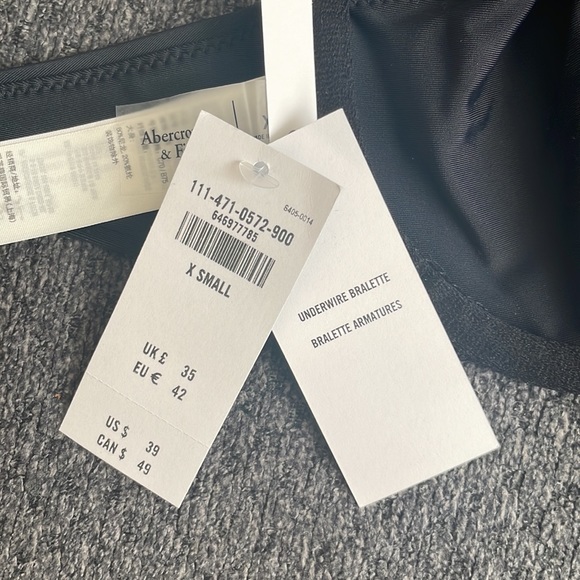 Abercro
& Fi
X
111-471-0572-900
646977785
X SMALL
6405-0014
UK £ 35
EU € 42
US $ 39
CAN $ 49
UNDERWIRE BRALETTE
BRALETTE ARMATURES